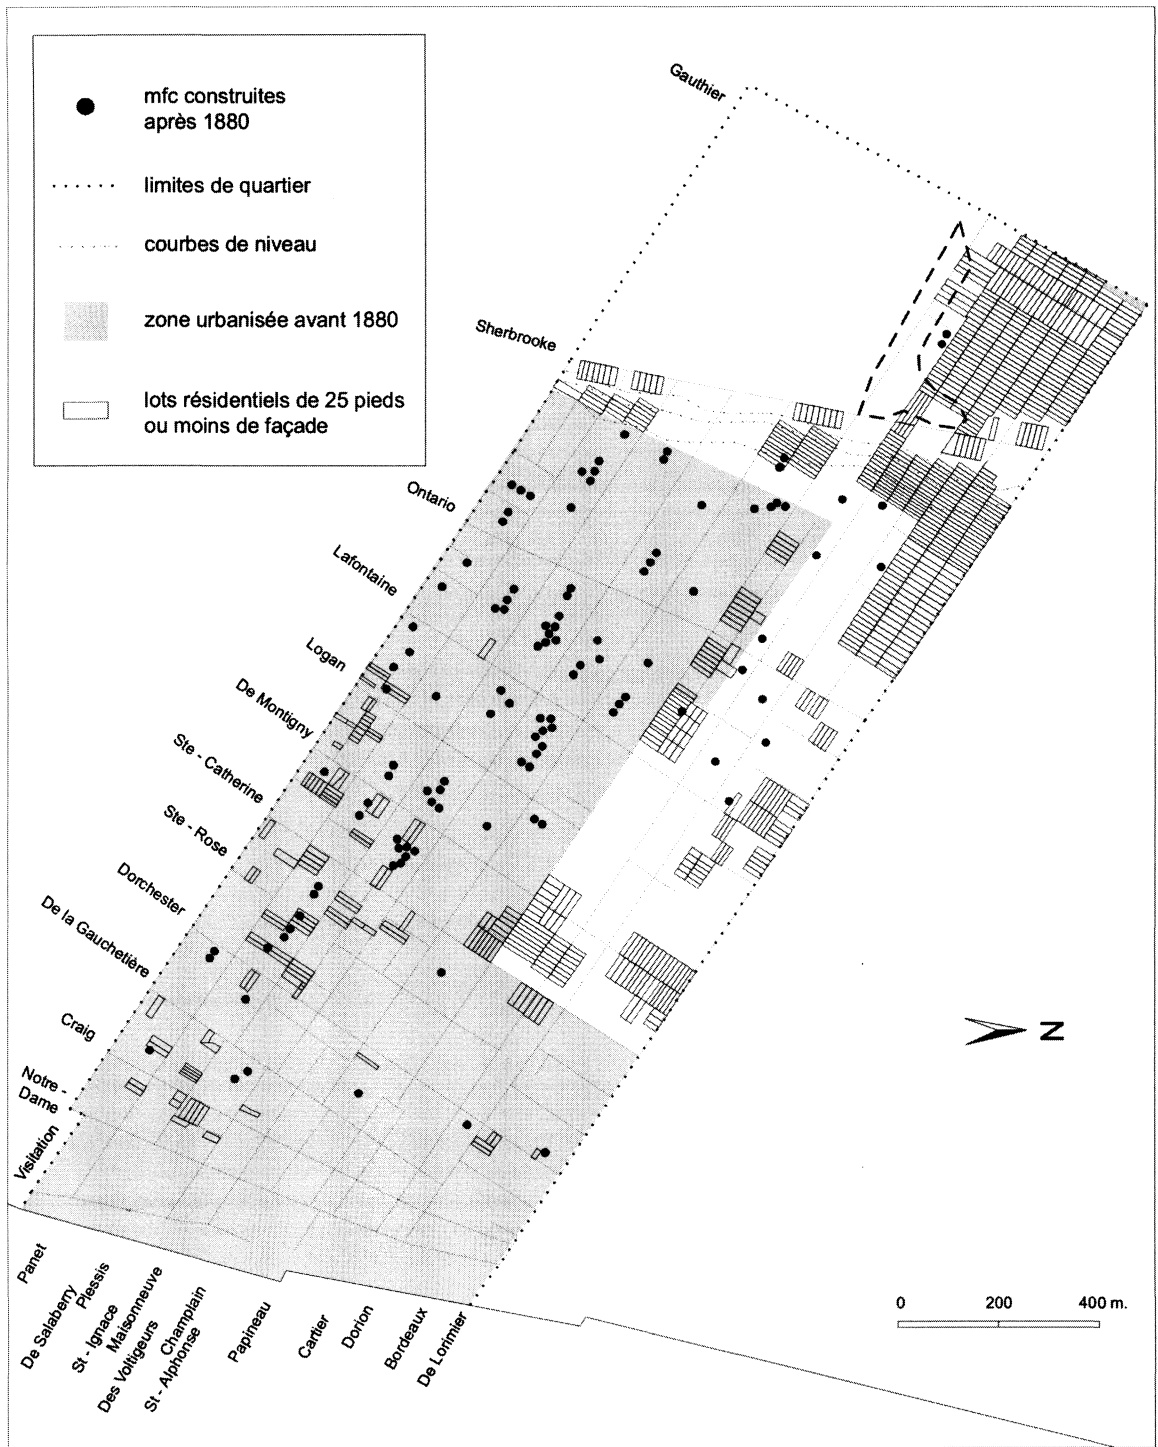 mfc construites
après 1880
limites de quartier
courbes de niveau
zone urbanisée avant 1880
lots résidentiels de 25 pieds
ou moins de façade
Gauthier
Sherbrooke
Ontario
Lafontaine
Logan
De Montigny
Ste - Catherine
Ste - Rose
Dorchester
De la Gauchetière
Craig
Notre -
Dame
Visitation
Panet
De Salaberry
Plessis
St - Ignace
Maisonneuve
Des Voltigeurs
Champlain
St - Alphonse
Papineau
Cartier
Dorion
Bordeaux
De Lorimier
N
0 200 400 m.